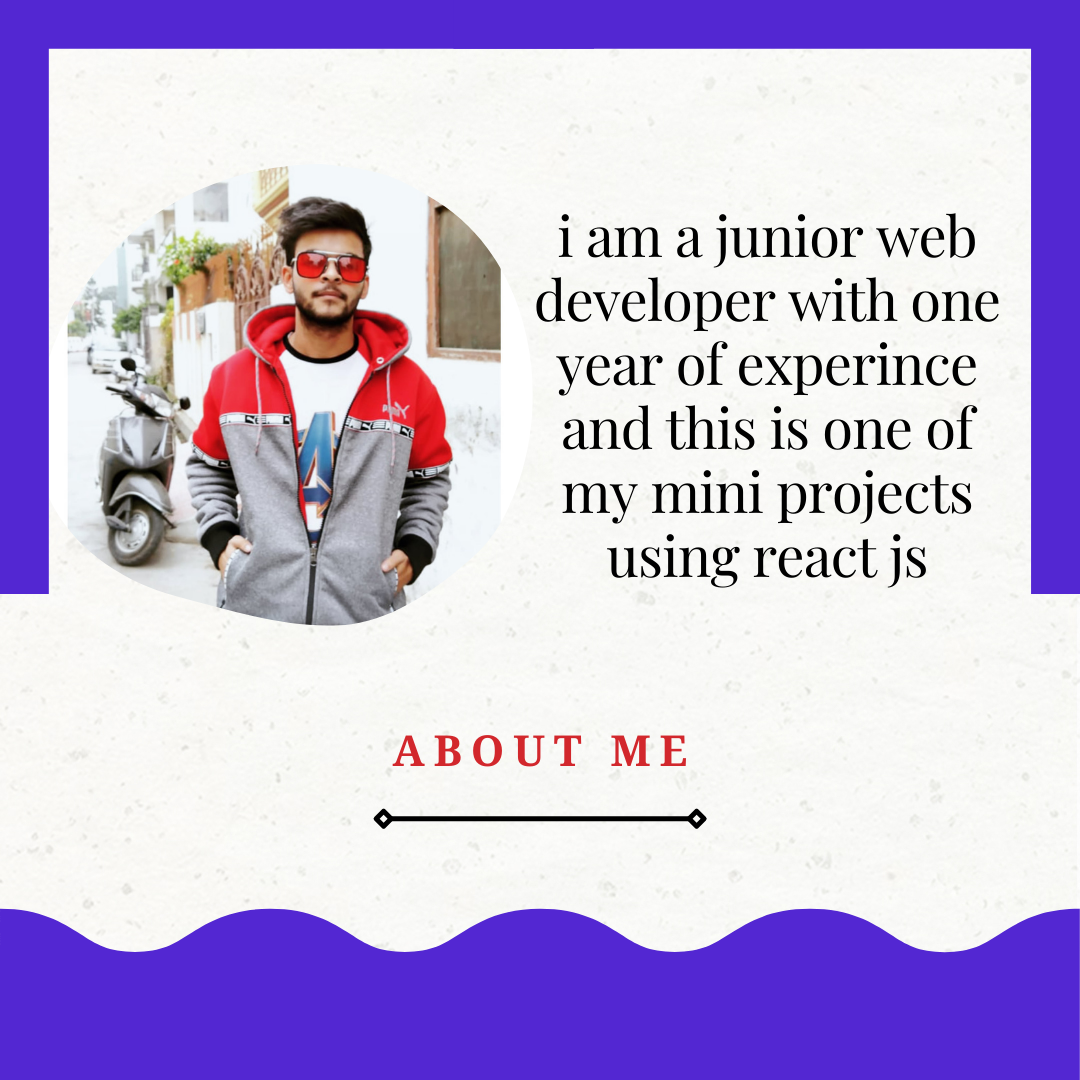 i am a junior web
developer with one
year of experince
and this is one of
my mini projects
using react js
PUMA
ABOUT ME